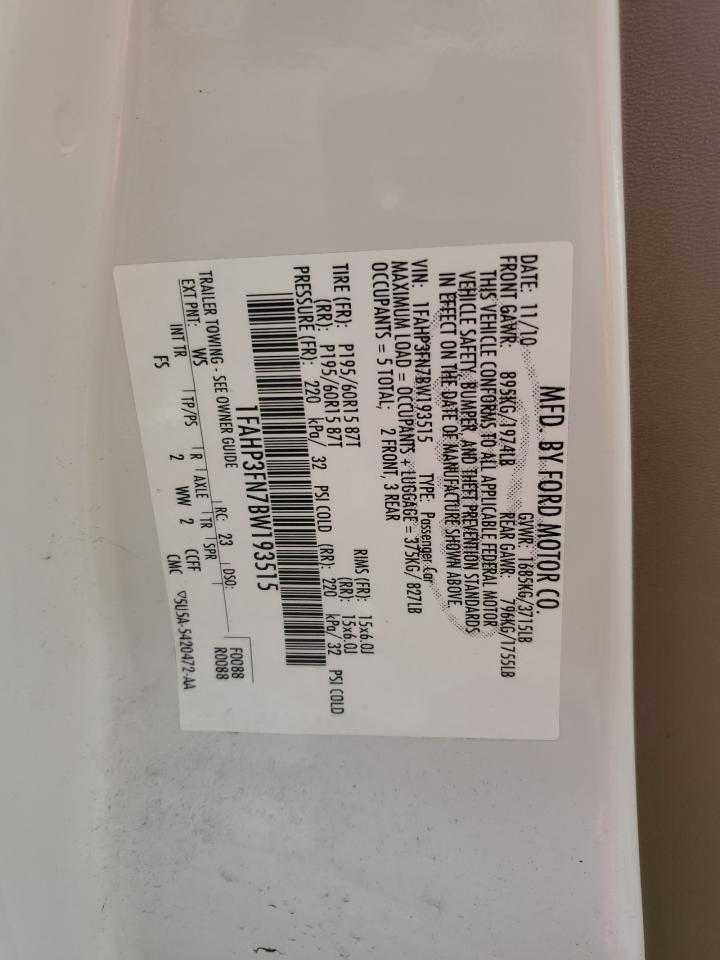 MFD. BY FORD MOTOR CO.
DATE: 11/10 GVWR: 1685KG/3715LB
FRONT GAWR: 895KG/1974LB REAR GAWR: 796KG/1755LB
THIS VEHICLE CONFORMS TO ALL APPLICABLE FEDERAL MOTOR
VEHICLE SAFETY, BUMPER, AND THEFT PREVENTION STANDARDS
IN EFFECT ON THE DATE OF MANUFACTURE SHOWN ABOVE.
VIN: 1FAHP3FN7BW193515 TYPE: Passenger Car
MAXIMUM LOAD = OCCUPANTS + LUGGAGE = 375KG/ 827LB
OCCUPANTS = 5 TOTAL; 2 FRONT, 3 REAR
TIRE (FR): P195/60R15 87T RIMS (FR): 15x6.0J
(RR): P195/60R15 87T (RR): 15x6.0J
PRESSURE (FR): 220 kPa/ 32 PSI COLD (RR): 220 kPa/ 32 PSI COLD
1FAHP3FN7BW193515
TRAILER TOWING - SEE OWNER GUIDE F0088
RC: 23 DSO: R0088
EXT PNT: WS
INT TR TP/PS R AXLE TR SPR
FS 2 WW 2 CCFF
CMC ▽5U5A-5420472-AA